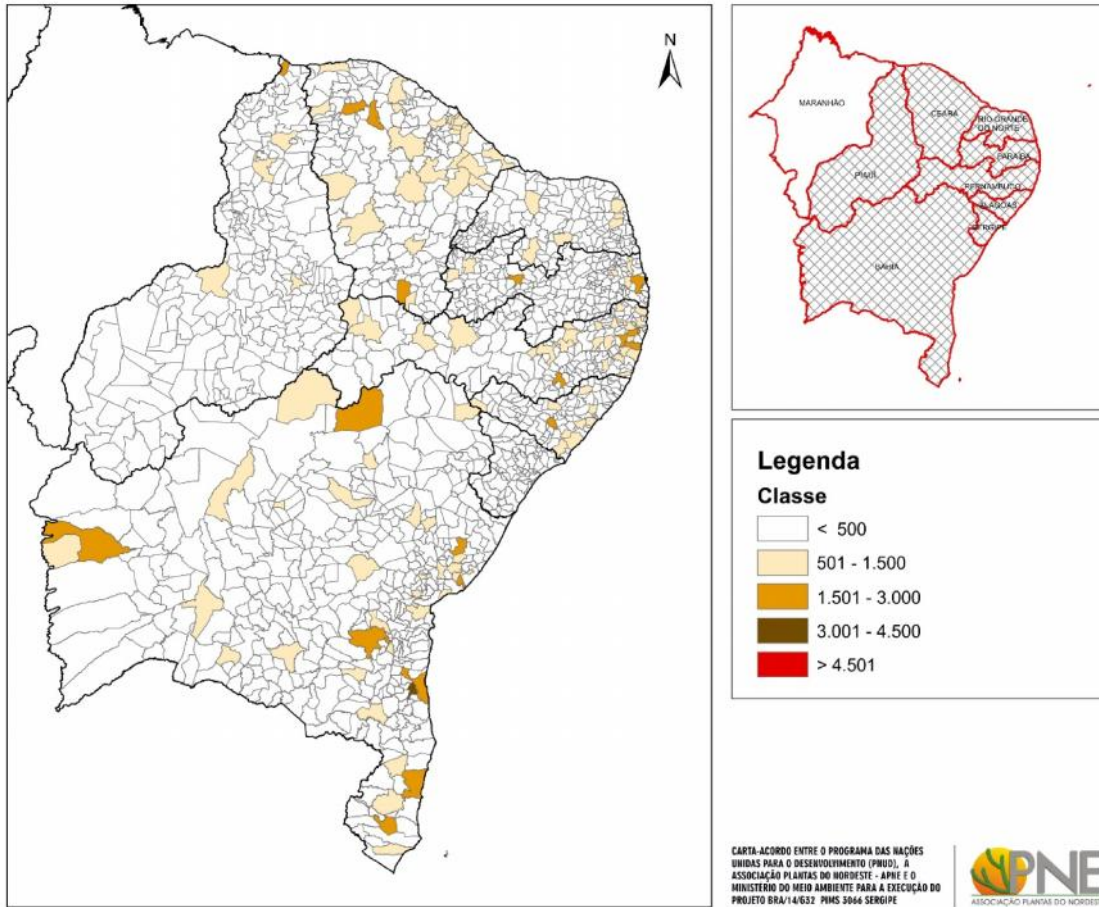 N
MARANHÃO
CEARÁ
RIO GRANDE
DO NORTE
PARAÍBA
PIAUÍ
PERNAMBUCO
ALAGOAS
SERGIPE
BAHIA
Legenda
Classe
< 500
501 - 1.500
1.501 - 3.000
3.001 - 4.500
> 4.501
CARTA-ACORDO ENTRE O PROGRAMA DAS NAÇÕES
UNIDAS PARA O DESENVOLVIMENTO (PNUD), A
ASSOCIAÇÃO PLANTAS DO NORDESTE - APNE E O
MINISTÉRIO DO MEIO AMBIENTE PARA A EXECUÇÃO DO
PROJETO BRA/14/G32 PIMS 3066 SERGIPE
APNE
ASSOCIAÇÃO PLANTAS DO NORDESTE